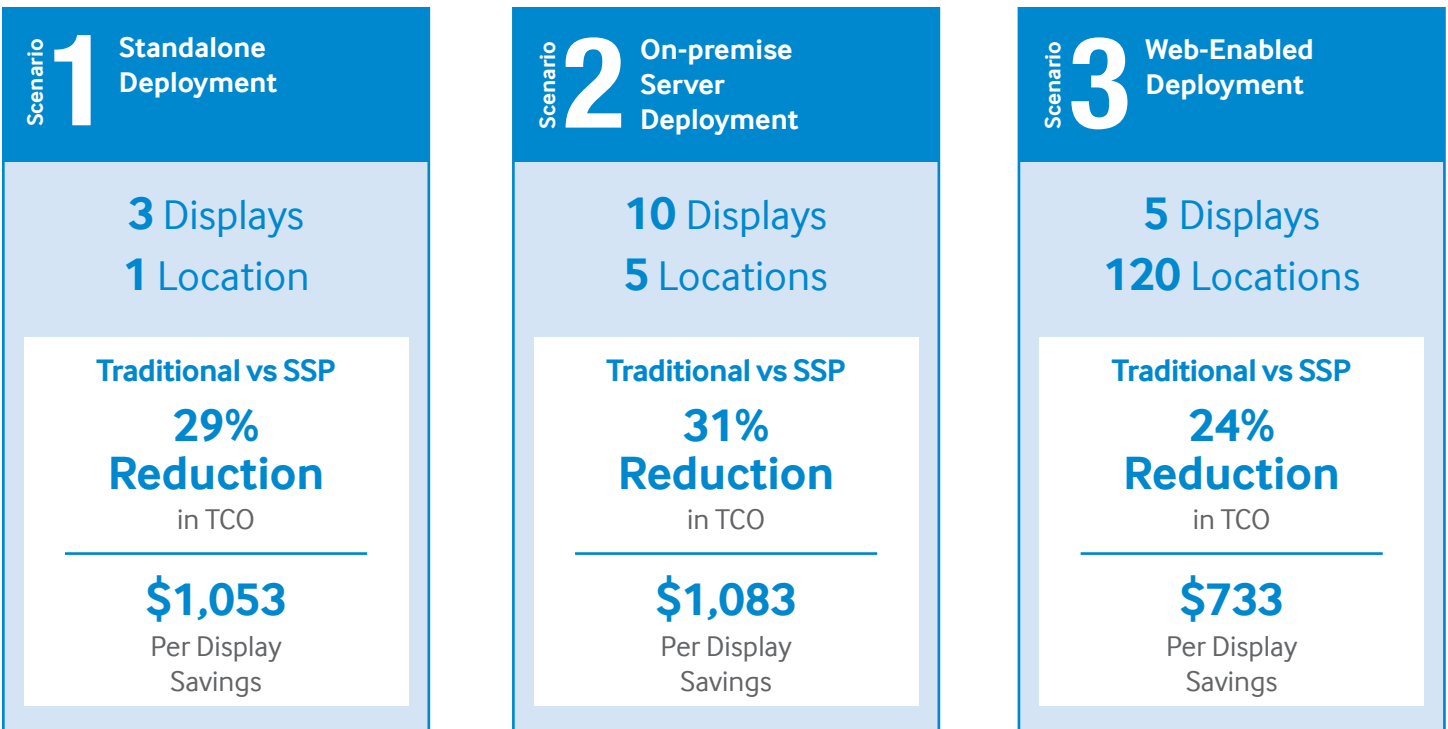 Scenario
1
Standalone
Deployment
3 Displays
1 Location
Traditional vs SSP
29%
Reduction
in TCO
$1,053
Per Display
Savings
Scenario
2
On-premise
Server
Deployment
10 Displays
5 Locations
Traditional vs SSP
31%
Reduction
in TCO
$1,083
Per Display
Savings
Scenario
3
Web-Enabled
Deployment
5 Displays
120 Locations
Traditional vs SSP
24%
Reduction
in TCO
$733
Per Display
Savings